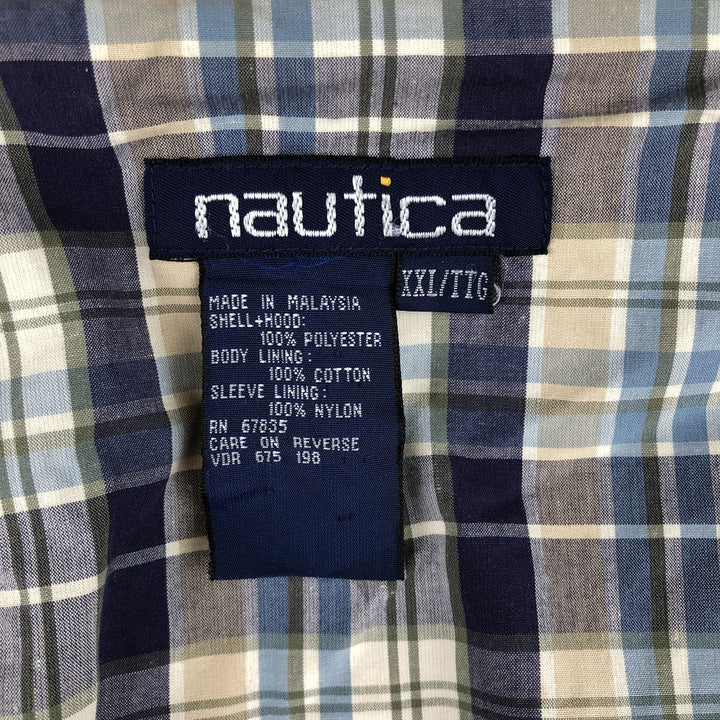 nautica
XXL/TTG
MADE IN MALAYSIA
SHELL+HOOD:
100% POLYESTER
BODY LINING:
100% COTTON
SLEEVE LINING:
100% NYLON
RN 67835
CARE ON REVERSE
VDR 675 198